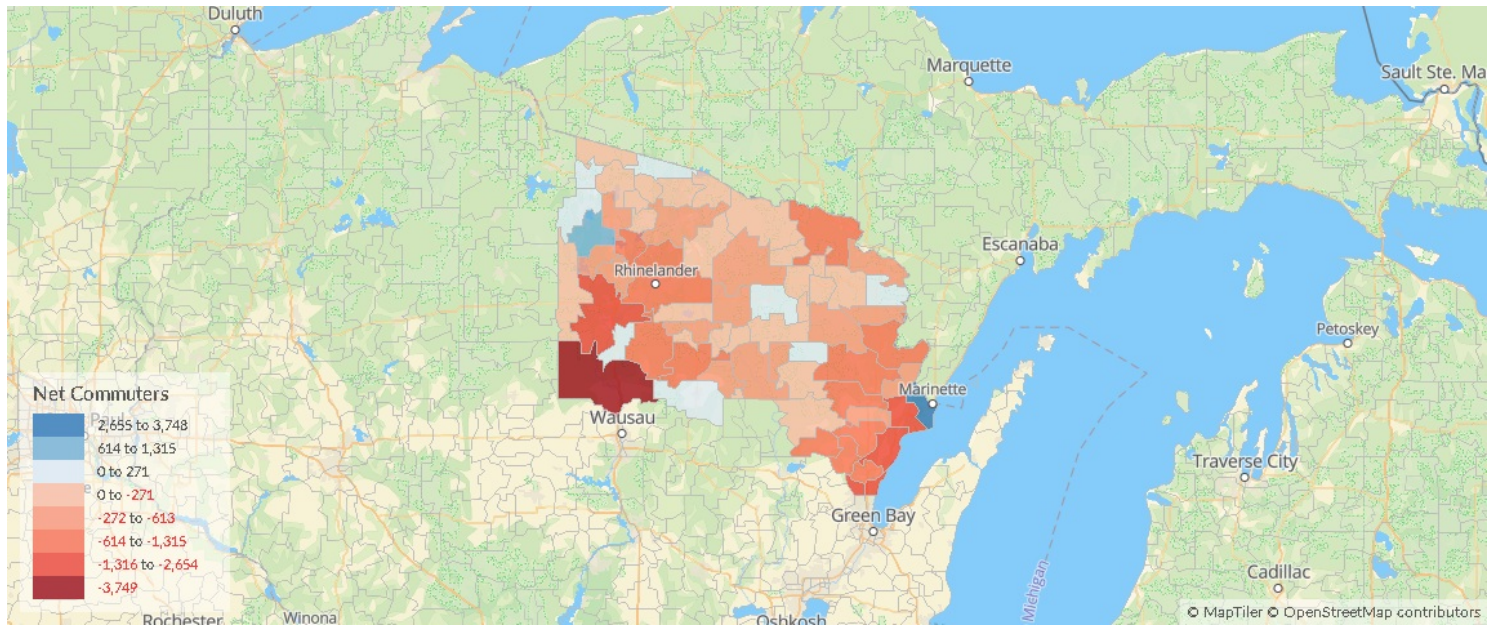 Duluth
Marquette
Sault Ste. Ma
Escanaba
Rhinelander
Petoskey
Marinette
Net Commuters
Paul
2,655 to 3,748
614 to 1,315
0 to 271
0 to -271
-272 to -613
-614 to -1,315
-1,316 to -2,654
-3,749
Wausau
Traverse City
Green Bay
Michigan
Cadillac
Rochester
Winona
Oshkosh
© MapTiler © OpenStreetMap contributors